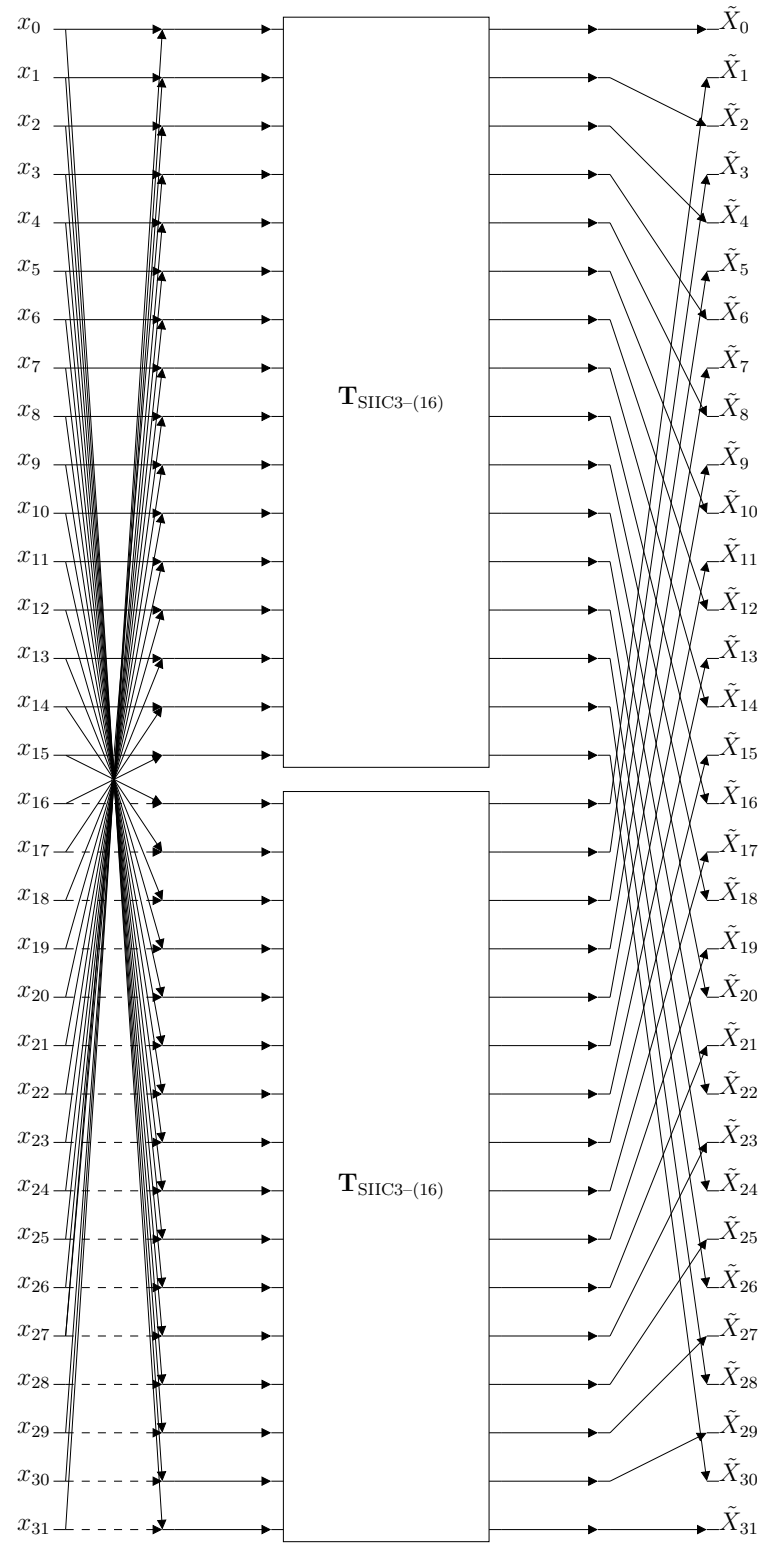 x₀ X̃₀
x₁ X̃₁
x₂ X̃₂
x₃ X̃₃
x₄ X̃₄
x₅ X̃₅
x₆ X̃₆
x₇ X̃₇
T_SIIC3–(16)
x₈ X̃₈
x₉ X̃₉
x₁₀ X̃₁₀
x₁₁ X̃₁₁
x₁₂ X̃₁₂
x₁₃ X̃₁₃
x₁₄ X̃₁₄
x₁₅ X̃₁₅
x₁₆ X̃₁₆
x₁₇ X̃₁₇
x₁₈ X̃₁₈
x₁₉ X̃₁₉
x₂₀ X̃₂₀
x₂₁ X̃₂₁
x₂₂ X̃₂₂
x₂₃ X̃₂₃
T_SIIC3–(16)
x₂₄ X̃₂₄
x₂₅ X̃₂₅
x₂₆ X̃₂₆
x₂₇ X̃₂₇
x₂₈ X̃₂₈
x₂₉ X̃₂₉
x₃₀ X̃₃₀
x₃₁ X̃₃₁